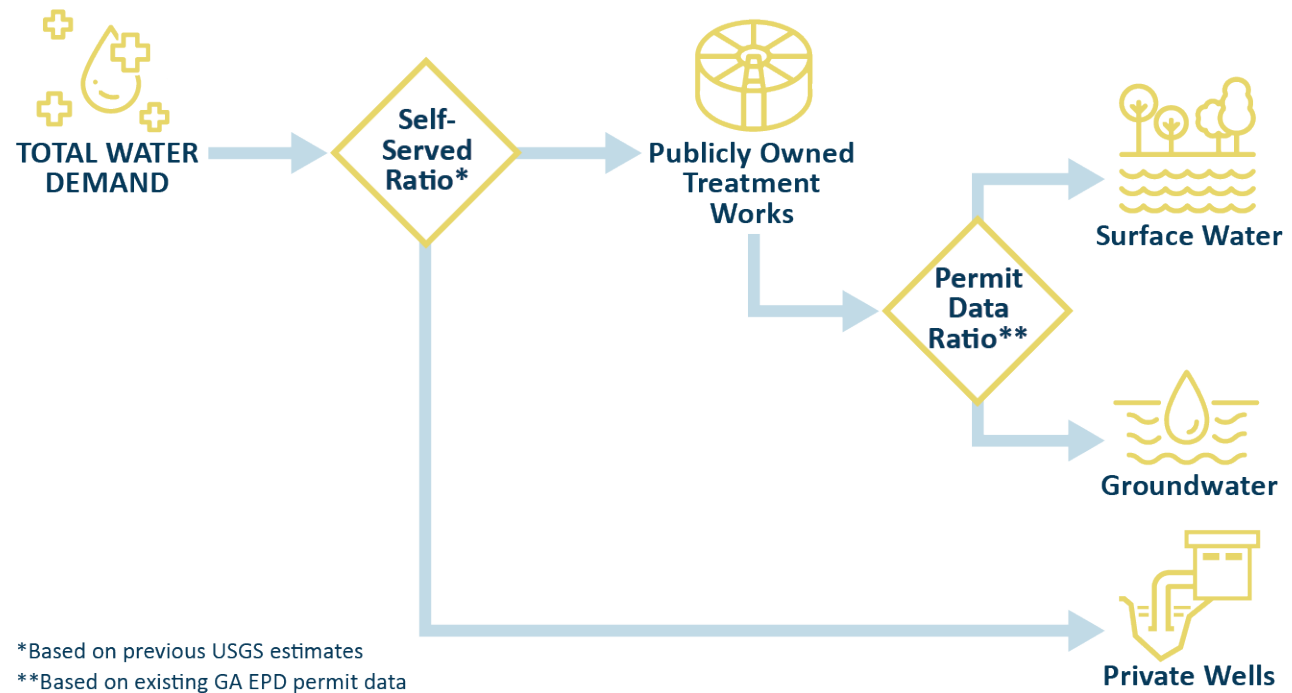 TOTAL WATER
DEMAND
Self-
Served
Ratio*
Publicly Owned
Treatment
Works
Permit
Data
Ratio**
Surface Water
Groundwater
Private Wells
*Based on previous USGS estimates
**Based on existing GA EPD permit data